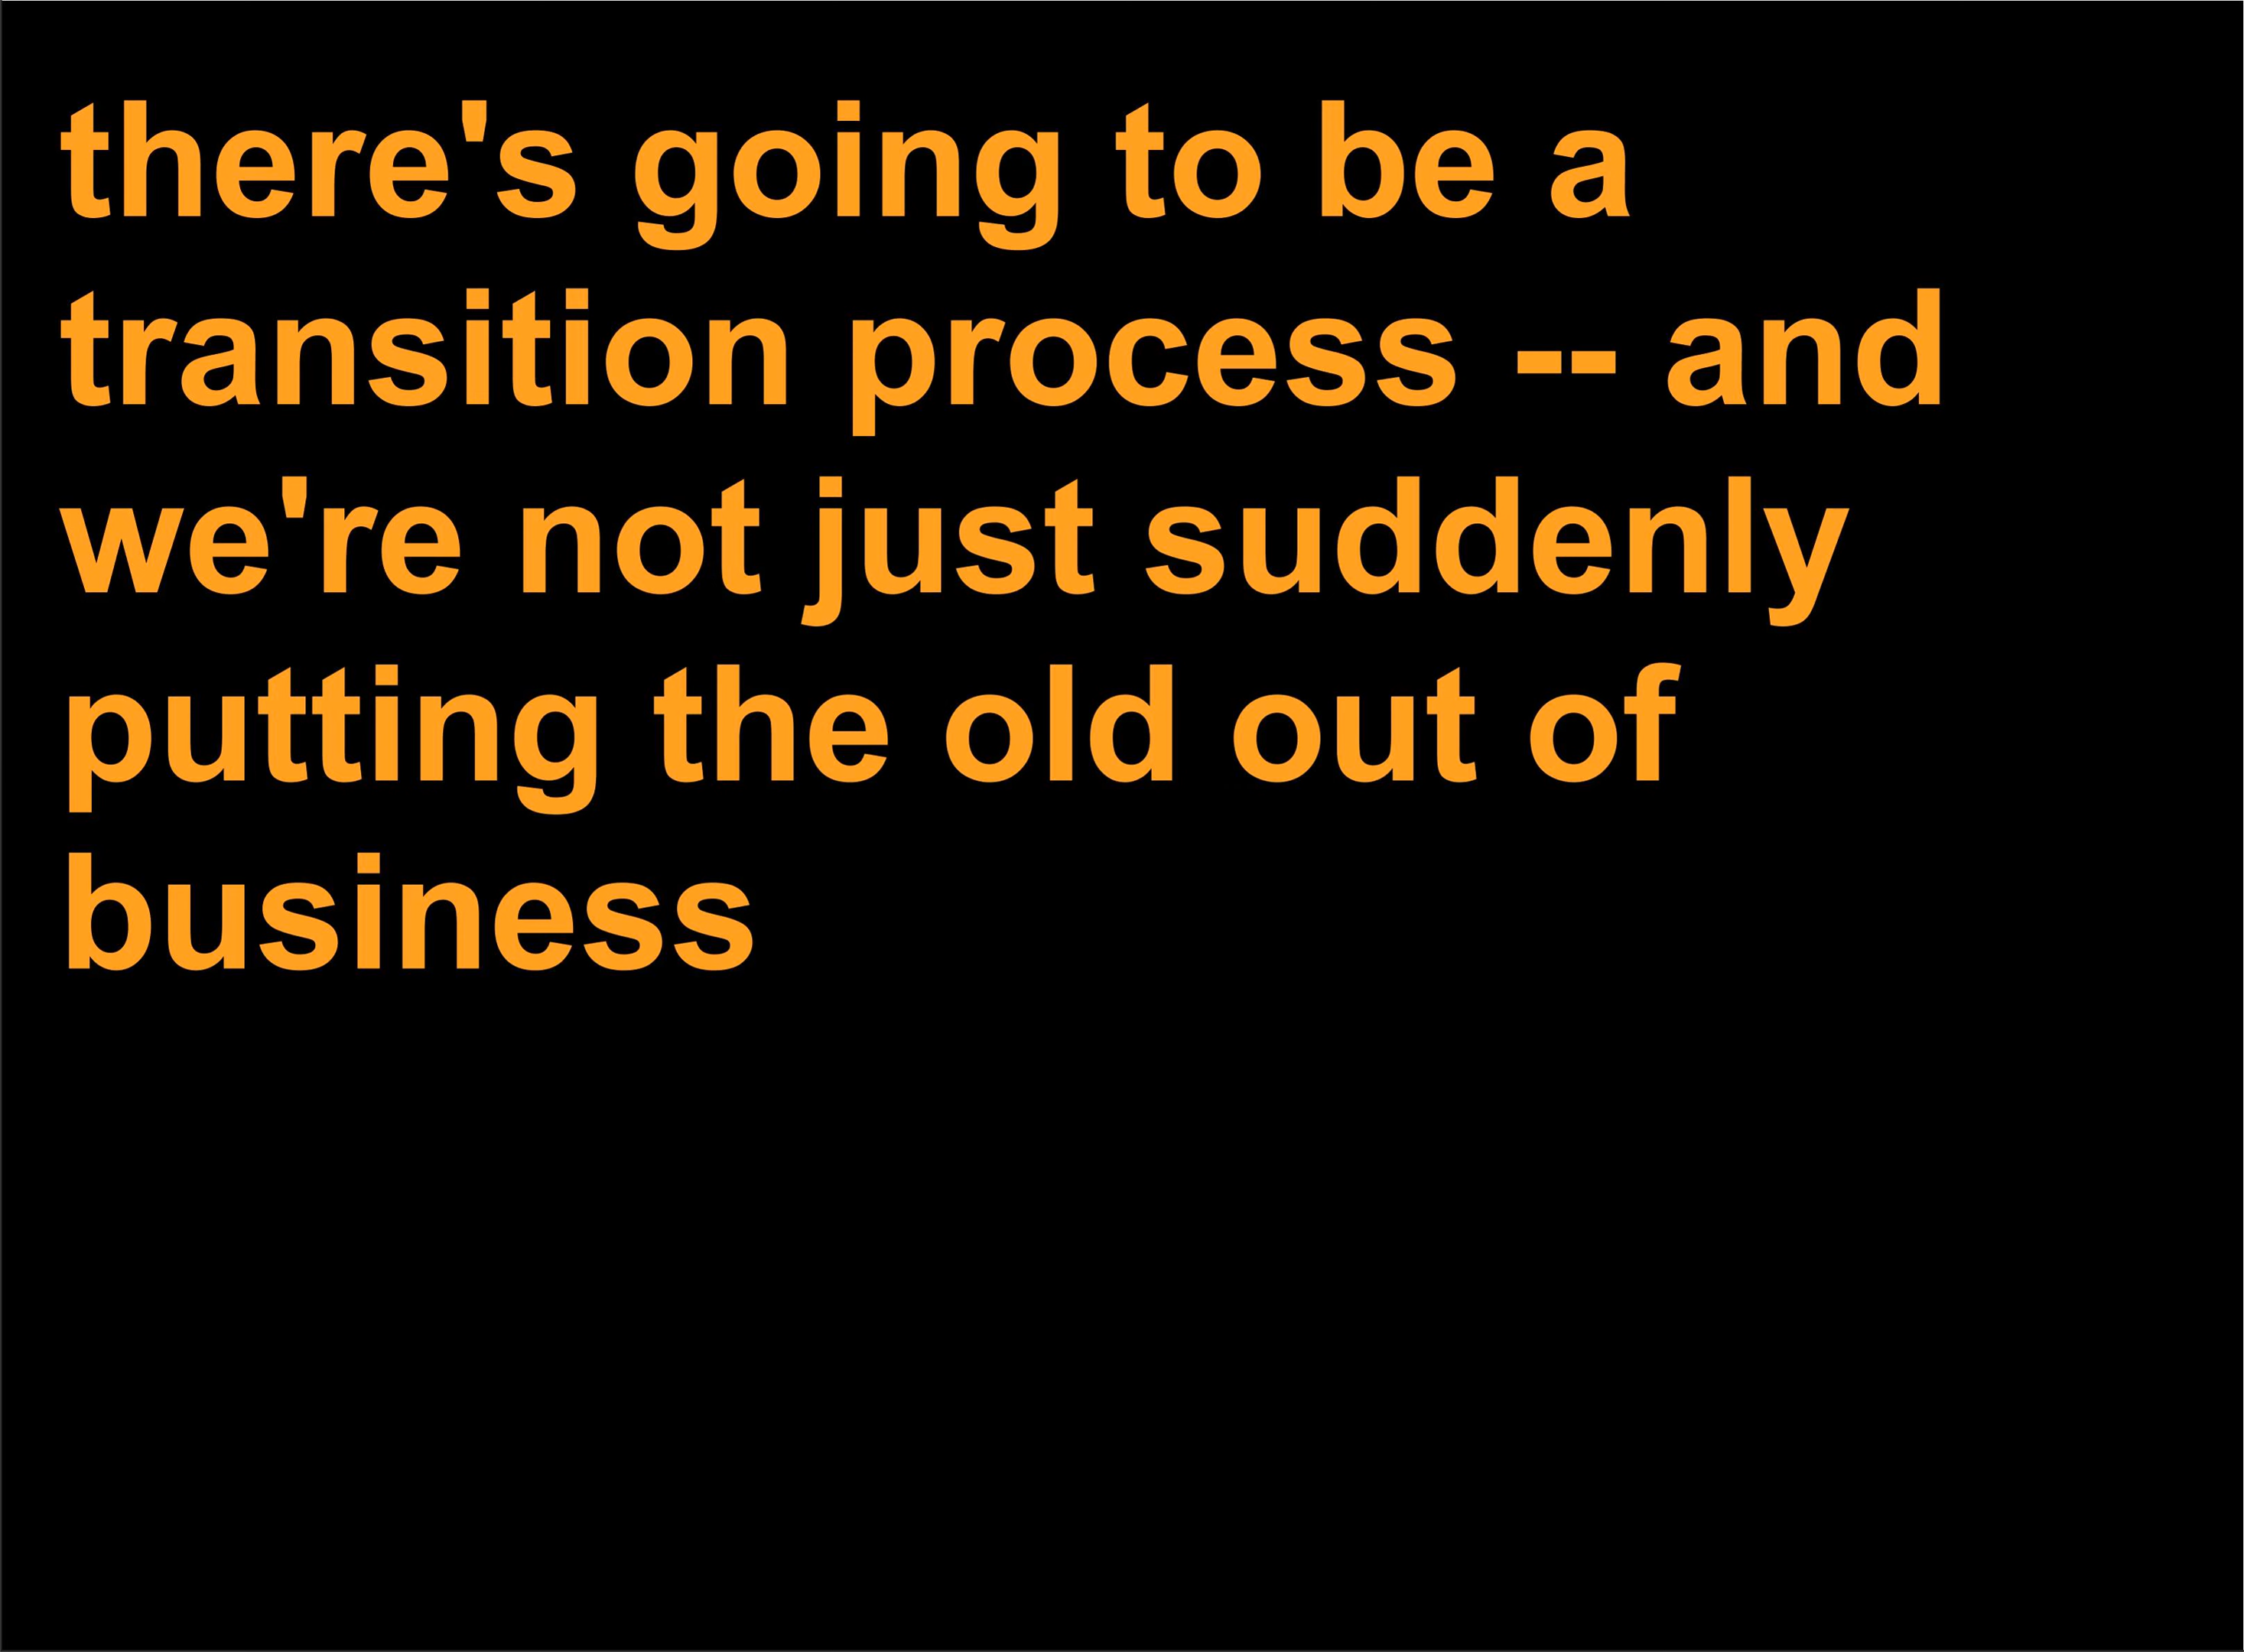 there's going to be a
transition process -- and
we're not just suddenly
putting the old out of
business